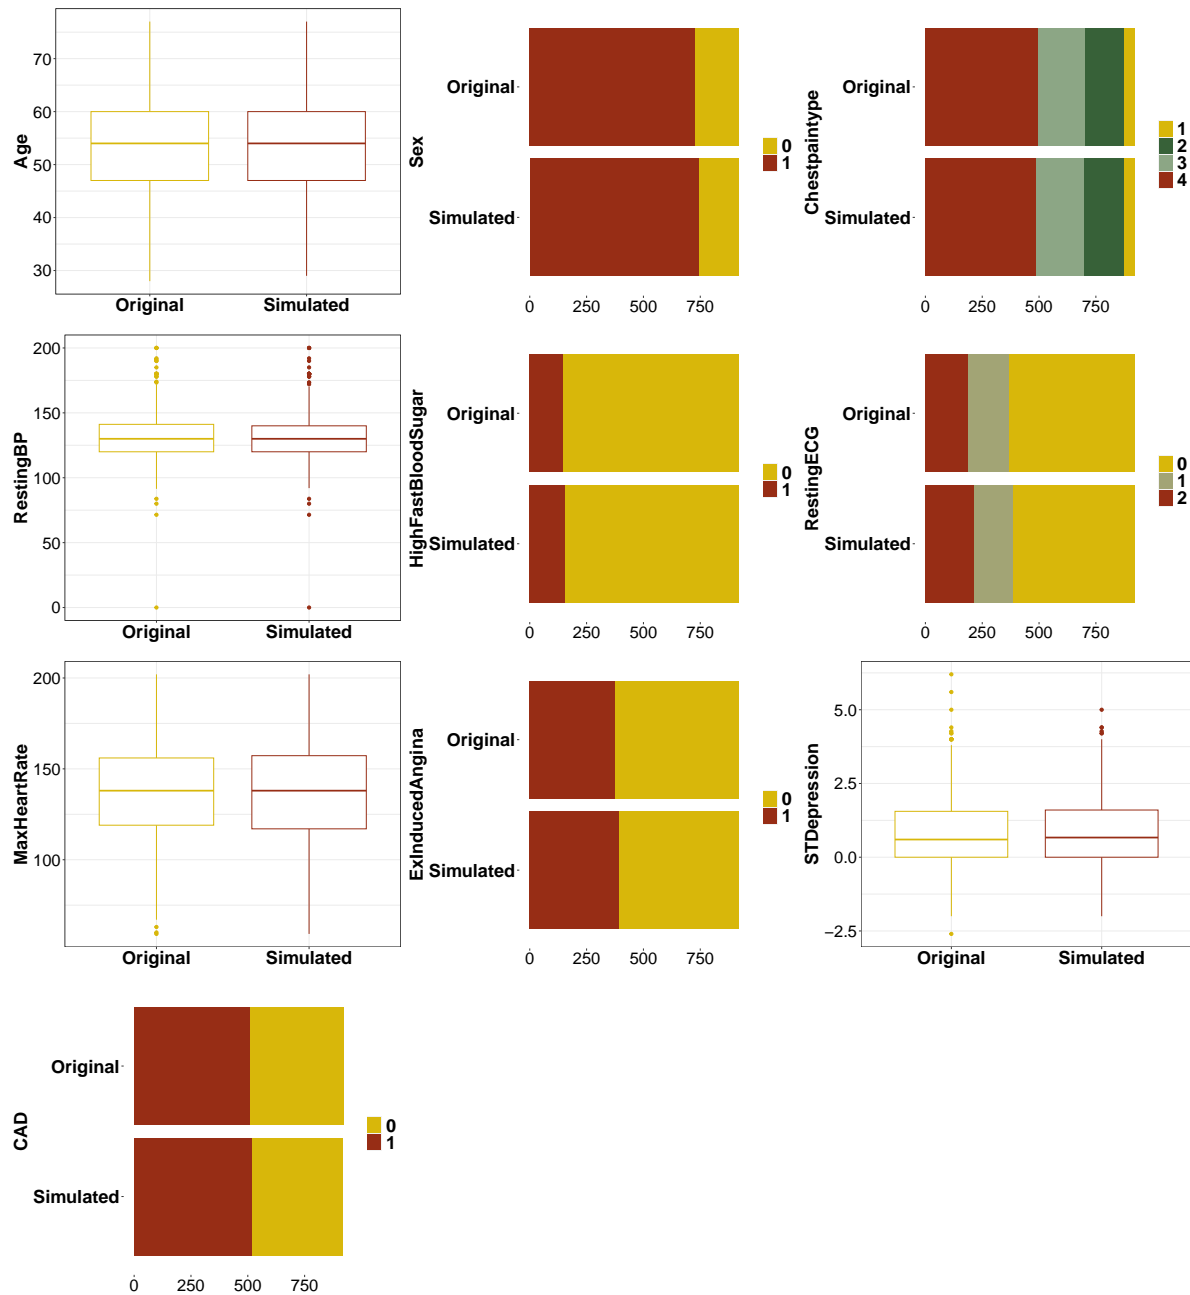 Age
70
60
50
40
30
Original
Simulated
Sex
Original
Simulated
0
250
500
750
0
1
Chestpaintype
Original
Simulated
0
250
500
750
1
2
3
4
RestingBP
200
150
100
50
0
Original
Simulated
HighFastBloodSugar
Original
Simulated
0
250
500
750
0
1
RestingECG
Original
Simulated
0
250
500
750
0
1
2
MaxHeartRate
200
150
100
Original
Simulated
ExInducedAngina
Original
Simulated
0
250
500
750
0
1
STDepression
5.0
2.5
0.0
−2.5
Original
Simulated
CAD
Original
Simulated
0
250
500
750
0
1